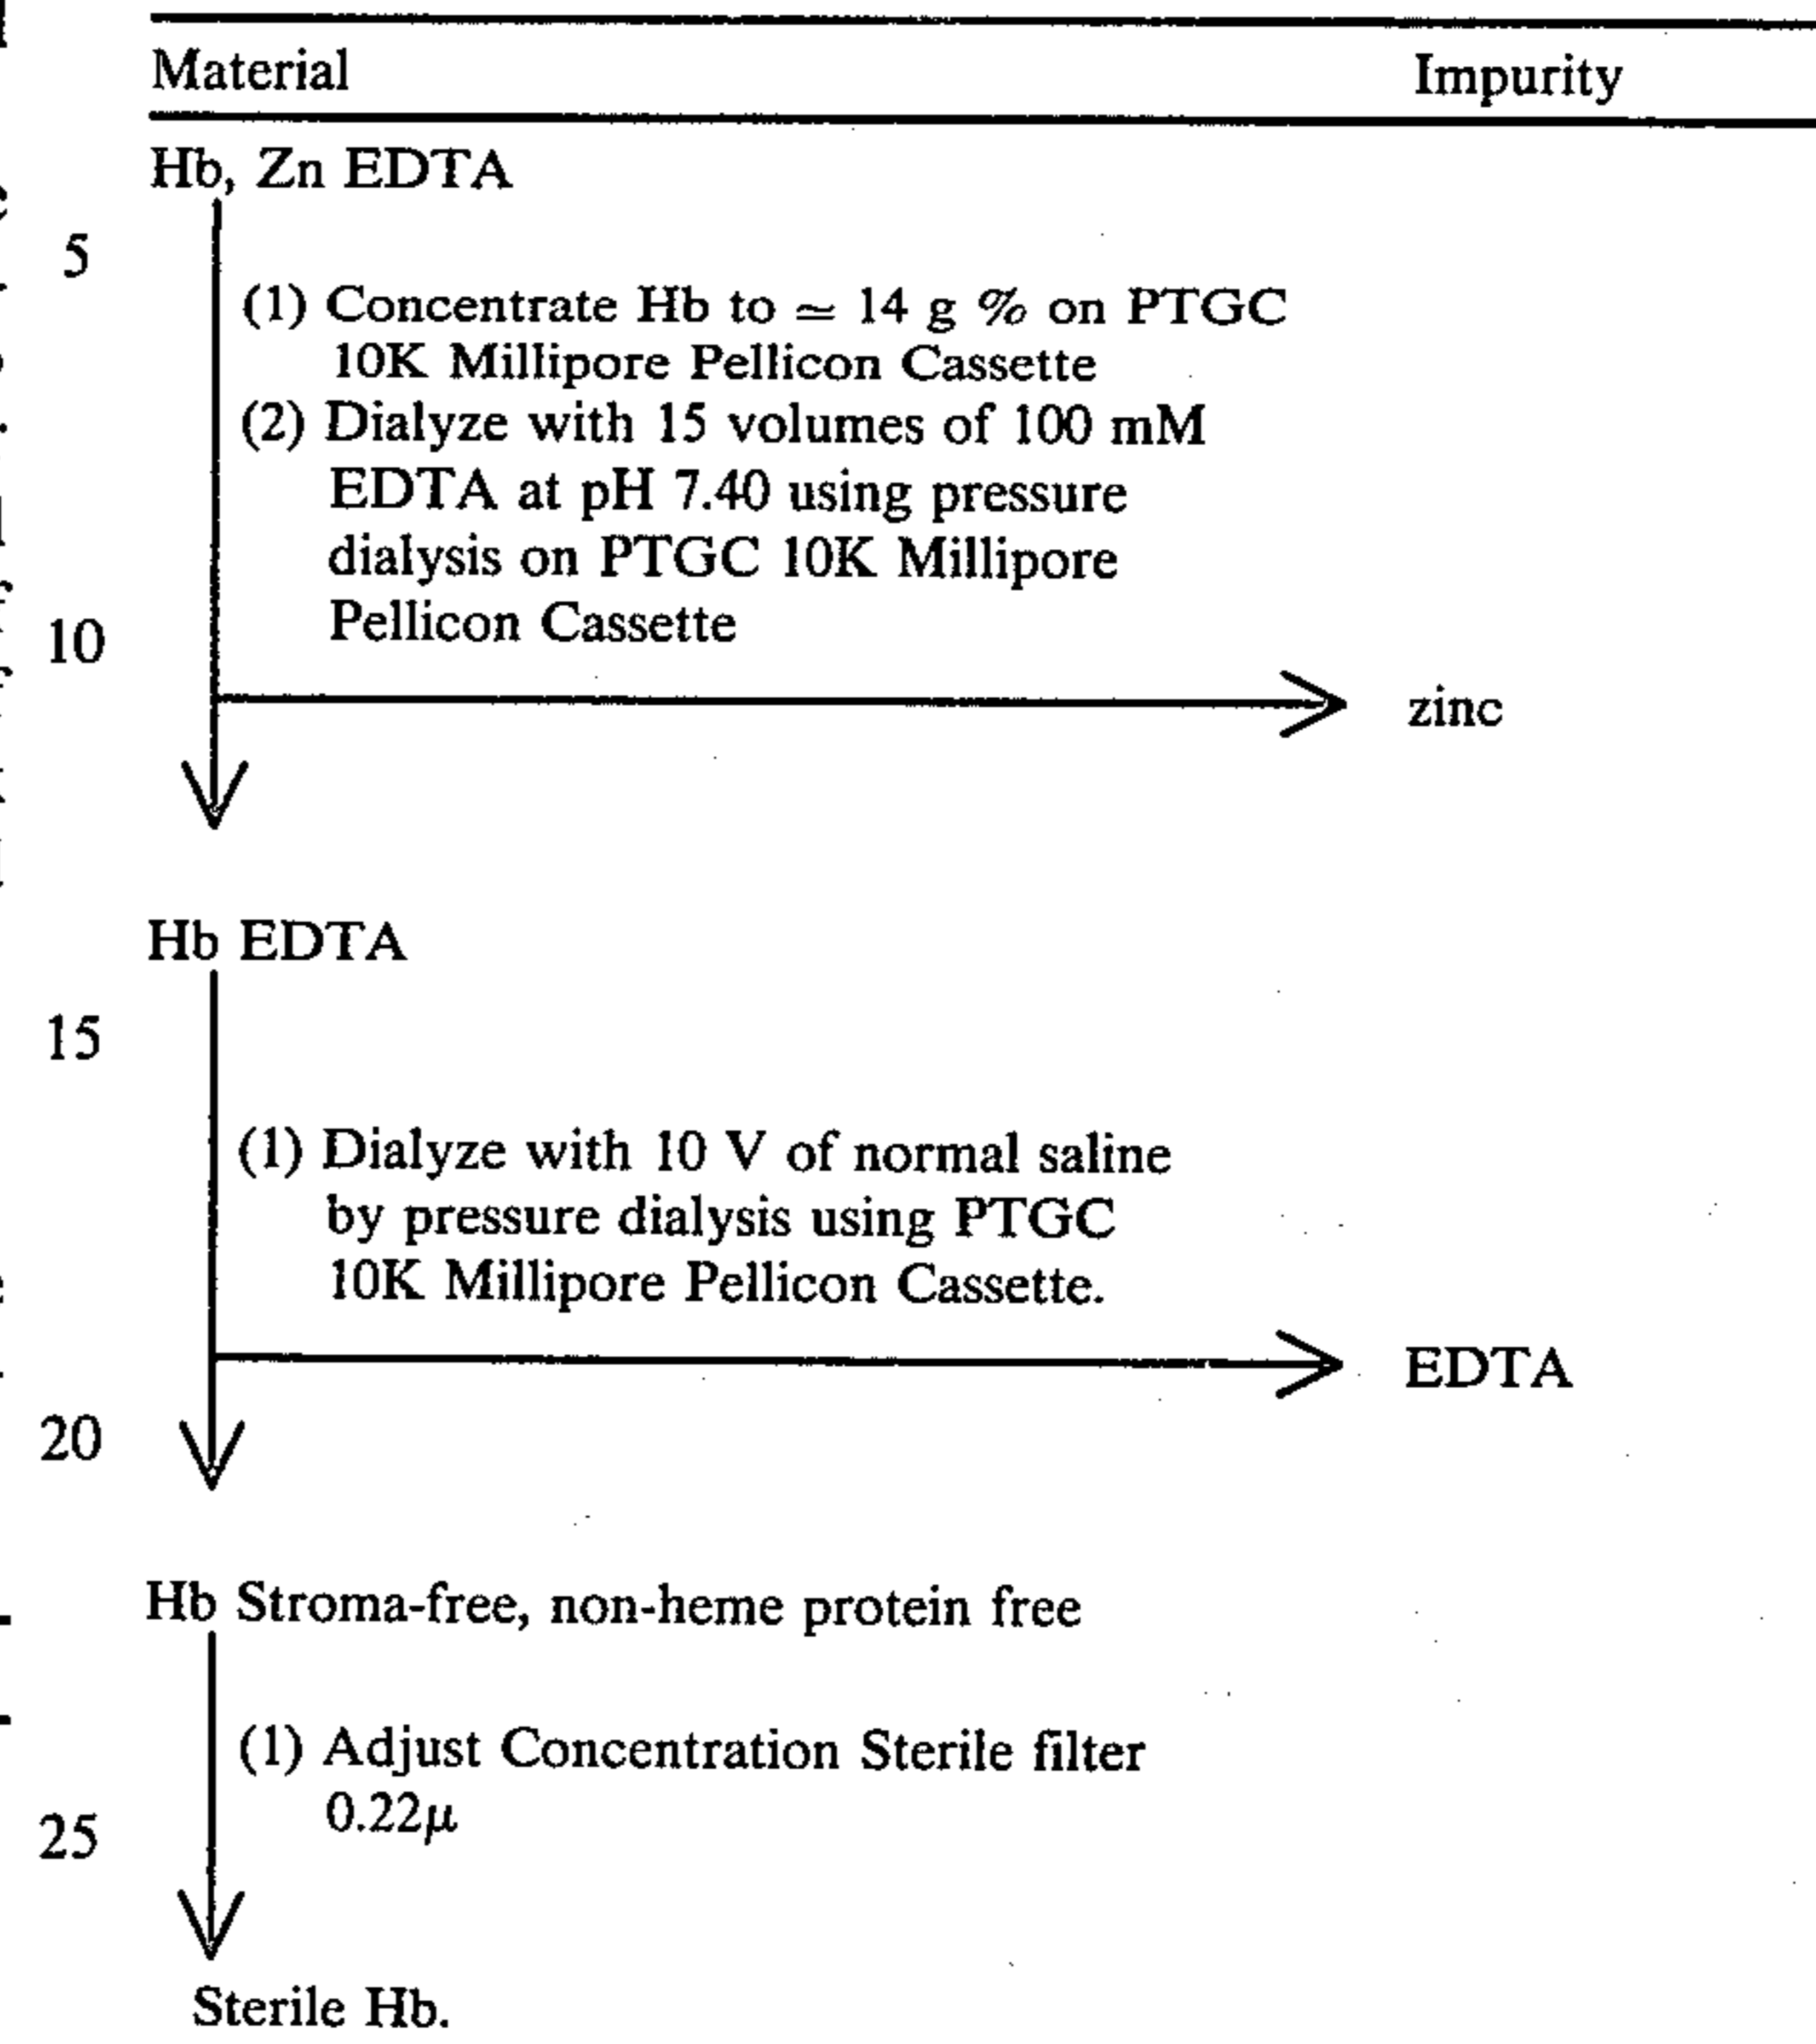 Material Impurity
Hb, Zn EDTA
5
(1) Concentrate Hb to ≃ 14 g % on PTGC
10K Millipore Pellicon Cassette
(2) Dialyze with 15 volumes of 100 mM
EDTA at pH 7.40 using pressure
dialysis on PTGC 10K Millipore
Pellicon Cassette
10
zinc
Hb EDTA
15
(1) Dialyze with 10 V of normal saline
by pressure dialysis using PTGC
10K Millipore Pellicon Cassette.
EDTA
20
Hb Stroma-free, non-heme protein free
(1) Adjust Concentration Sterile filter
0.22μ
25
Sterile Hb.